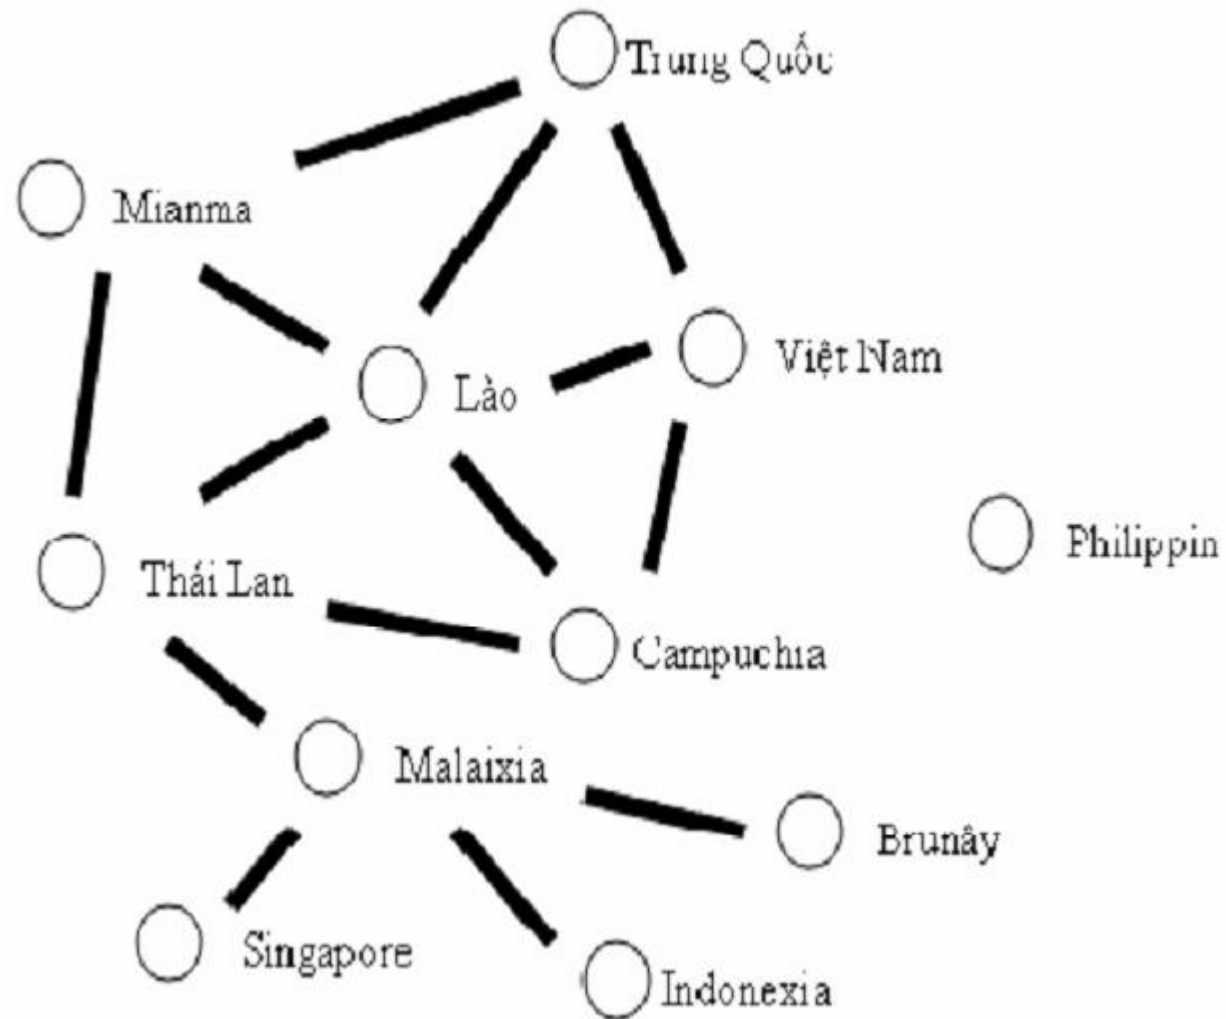 Trung Quốc
Mianma
Việt Nam
Lào
Philippin
Thái Lan
Campuchia
Malaixia
Brunây
Singapore
Indonexia